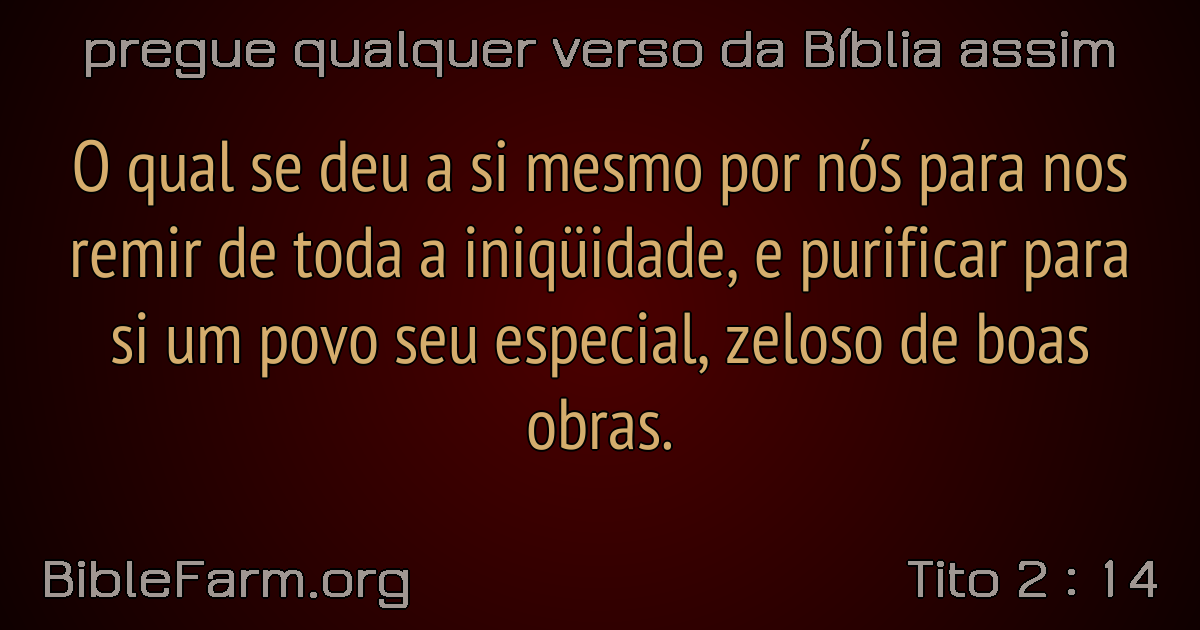 pregue qualquer verso da Bíblia assim
O qual se deu a si mesmo por nós para nos
remir de toda a iniqüidade, e purificar para
si um povo seu especial, zeloso de boas
obras.
BibleFarm.org
Tito 2 : 14